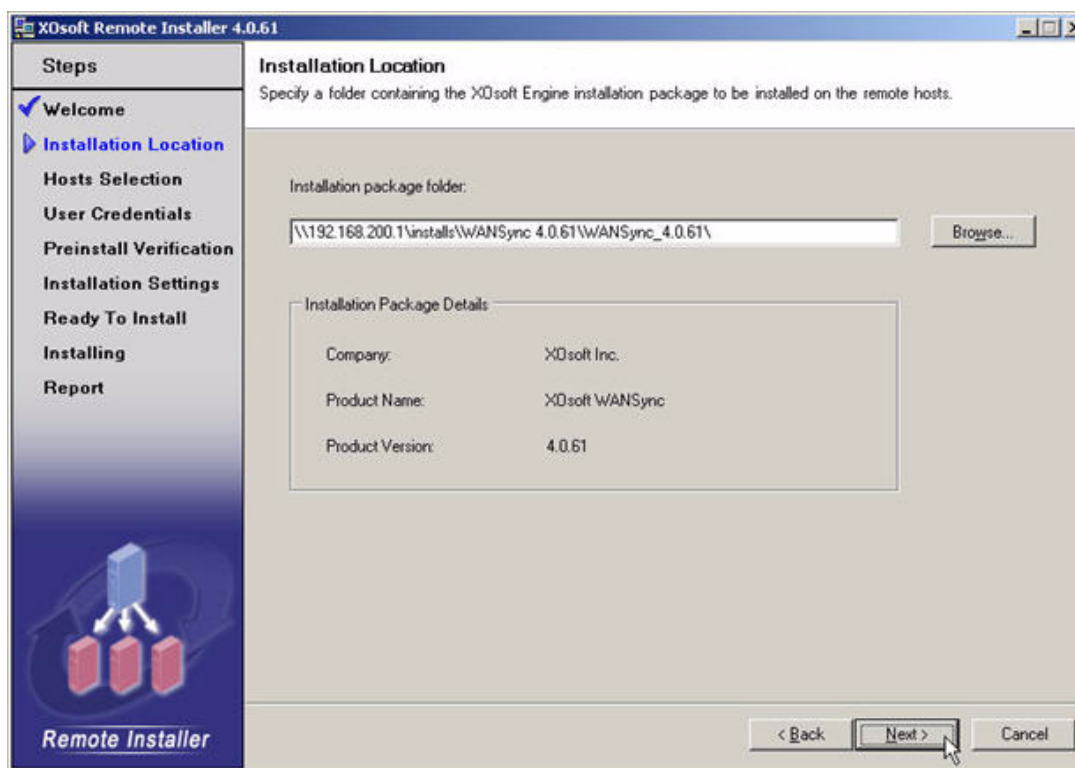 XOsoft Remote Installer 4.0.61
Steps
Welcome
Installation Location
Hosts Selection
User Credentials
Preinstall Verification
Installation Settings
Ready To Install
Installing
Report
Remote Installer
Installation Location
Specify a folder containing the XOsoft Engine installation package to be installed on the remote hosts.
Installation package folder:
\\192.168.200.1\installs\WANSync 4.0.61\WANSync_4.0.61\
Browse...
Installation Package Details
Company: XOsoft Inc.
Product Name: XOsoft WANSync
Product Version: 4.0.61
< Back Next > Cancel